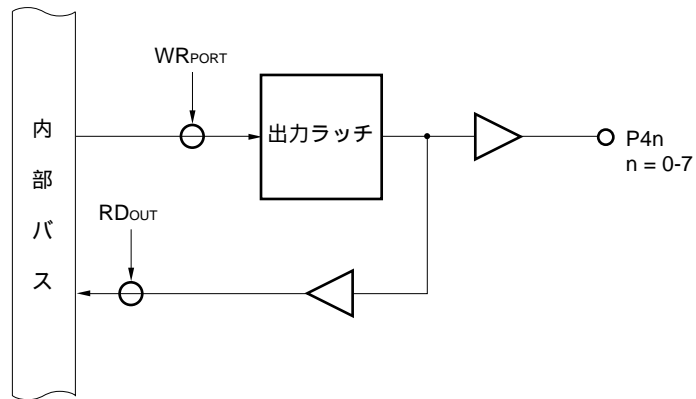 WRPORT
内部バス
出力ラッチ
P4n
n = 0-7
RDOUT